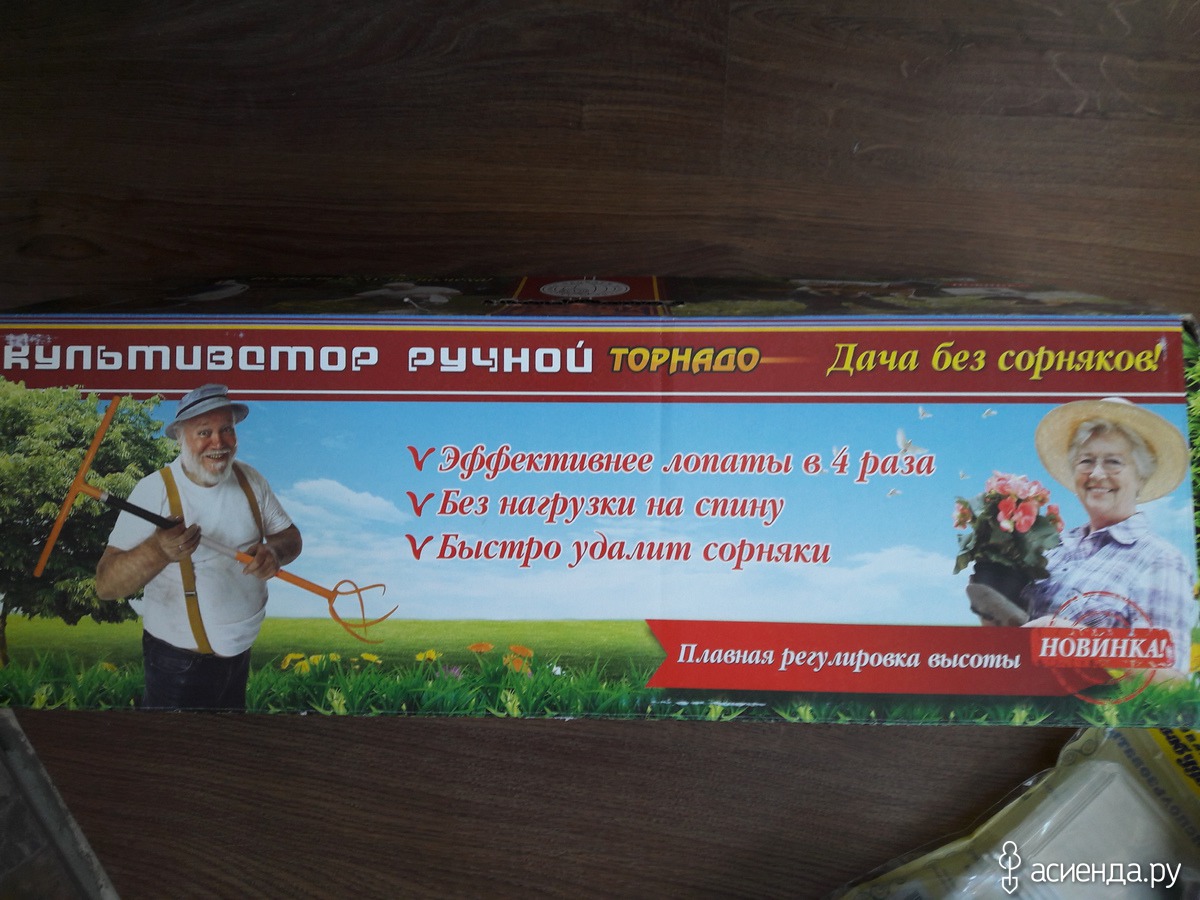 КУЛЬТИВАТОР РУЧНОЙ ТОРНАДО Дача без сорняков!
Эффективнее лопаты в 4 раза
Без нагрузки на спину
Быстро удалит сорняки
Плавная регулировка высоты НОВИНКА!
асиенда.ру